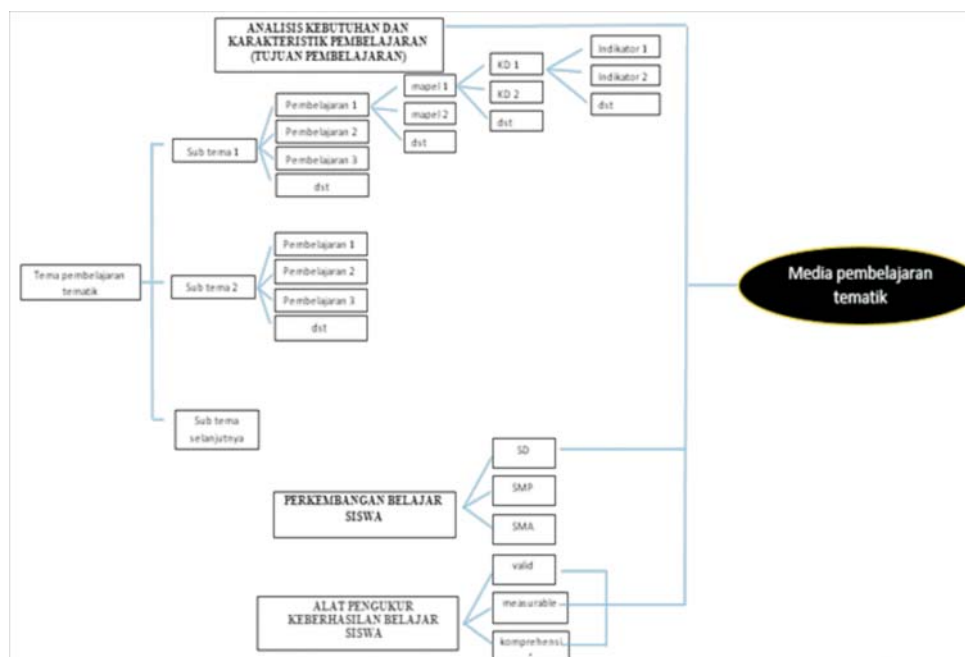 ANALISIS KEBUTUHAN DAN
KARAKTERISTIK PEMBELAJARAN
(TUJUAN PEMBELAJARAN)
Tema pembelajaran
tematik
Sub tema 1
Pembelajaran 1
Pembelajaran 2
Pembelajaran 3
dst
mapel 1
mapel 2
dst
KD 1
KD 2
dst
Indikator 1
Indikator 2
dst
Sub tema 2
Pembelajaran 1
Pembelajaran 2
Pembelajaran 3
dst
Sub tema
selanjutnya
PERKEMBANGAN BELAJAR
SISWA
SD
SMP
SMA
ALAT PENGUKUR
KEBERHASILAN BELAJAR
SISWA
valid
measurable
komprehensi
Media pembelajaran
tematik